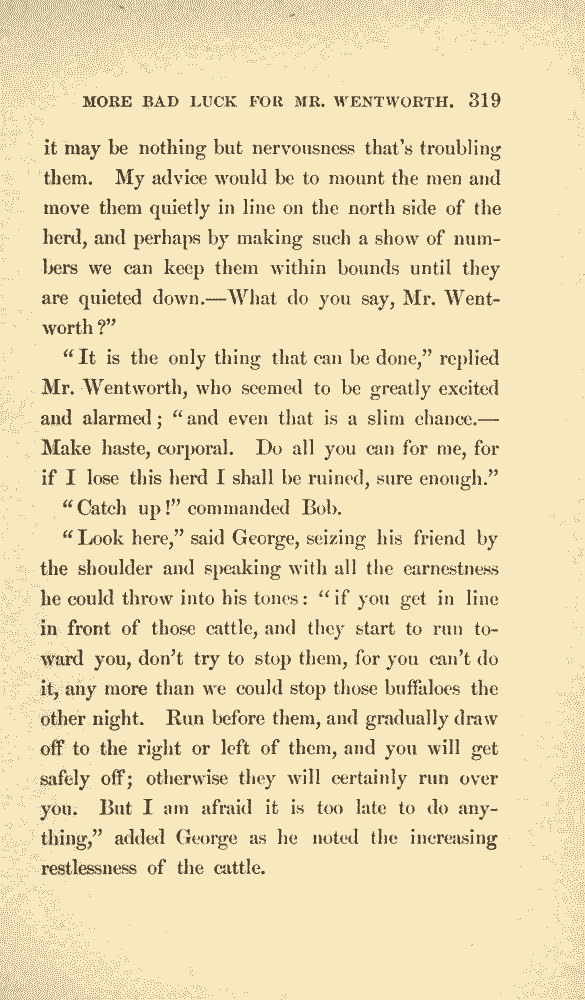 MORE BAD LUCK FOR MR. WENTWORTH. 319
it may be nothing but nervousness that's troubling
them. My advice would be to mount the men and
move them quietly in line on the north side of the
herd, and perhaps by making such a show of num-
bers we can keep them within bounds until they
are quieted down.—What do you say, Mr. Went-
worth?"
"It is the only thing that can be done," replied
Mr. Wentworth, who seemed to be greatly excited
and alarmed; "and even that is a slim chance.—
Make haste, corporal. Do all you can for me, for
if I lose this herd I shall be ruined, sure enough."
"Catch up!" commanded Bob.
"Look here," said George, seizing his friend by
the shoulder and speaking with all the earnestness
he could throw into his tones: "if you get in line
in front of those cattle, and they start to run to-
ward you, don't try to stop them, for you can't do
it, any more than we could stop those buffaloes the
other night. Run before them, and gradually draw
off to the right or left of them, and you will get
safely off; otherwise they will certainly run over
you. But I am afraid it is too late to do any-
thing," added George as he noted the increasing
restlessness of the cattle.